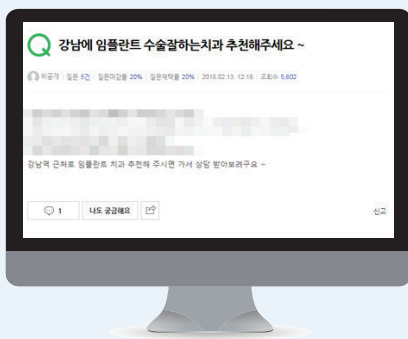 Q 강남에 임플란트 수술잘하는치과 추천해주세요 ~
비공개 질문 5건 질문마감률 20% 질문채택률 20% 2018.02.13. 12:18 조회수 5,602
강남역 근처로 임플란트 치과 추천해 주시면 가서 상담 받아보려구요 ~
1 나도 궁금해요 신고